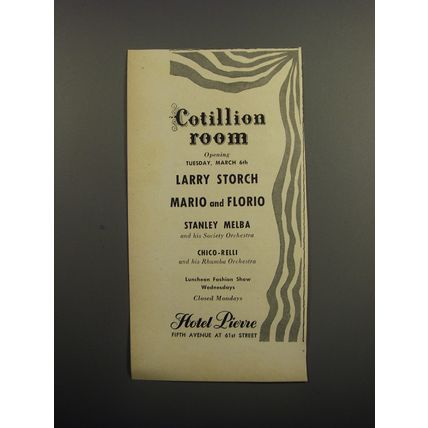 Cotillion
room
Opening
TUESDAY, MARCH 6th
LARRY STORCH
MARIO and FLORIO
STANLEY MELBA
and his Society Orchestra
CHICO-RELLI
and his Rhumba Orchestra
Luncheon Fashion Show
Wednesdays
Closed Mondays
Hotel Pierre
FIFTH AVENUE AT 61st STREET